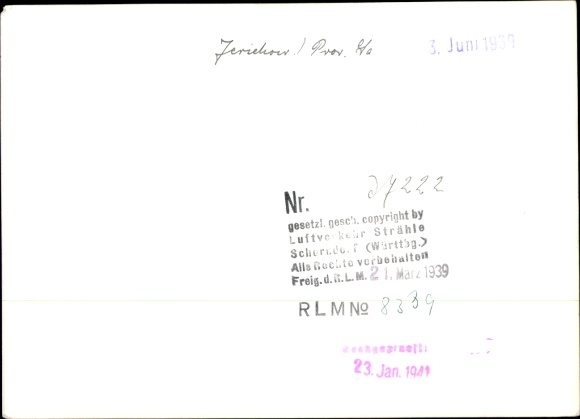 Jerichow / Prov. Sa
3. Juni 1939
Nr. 27222
gesetzl. gesch. copyright by
Luftverkehr Strähle
Schorndorf (Württbg.)
Alle Rechte vorbehalten
Freig. d. R.L.M. 21. März 1939
RLM No 8339
nachgeprüft:
23. Jan. 1941